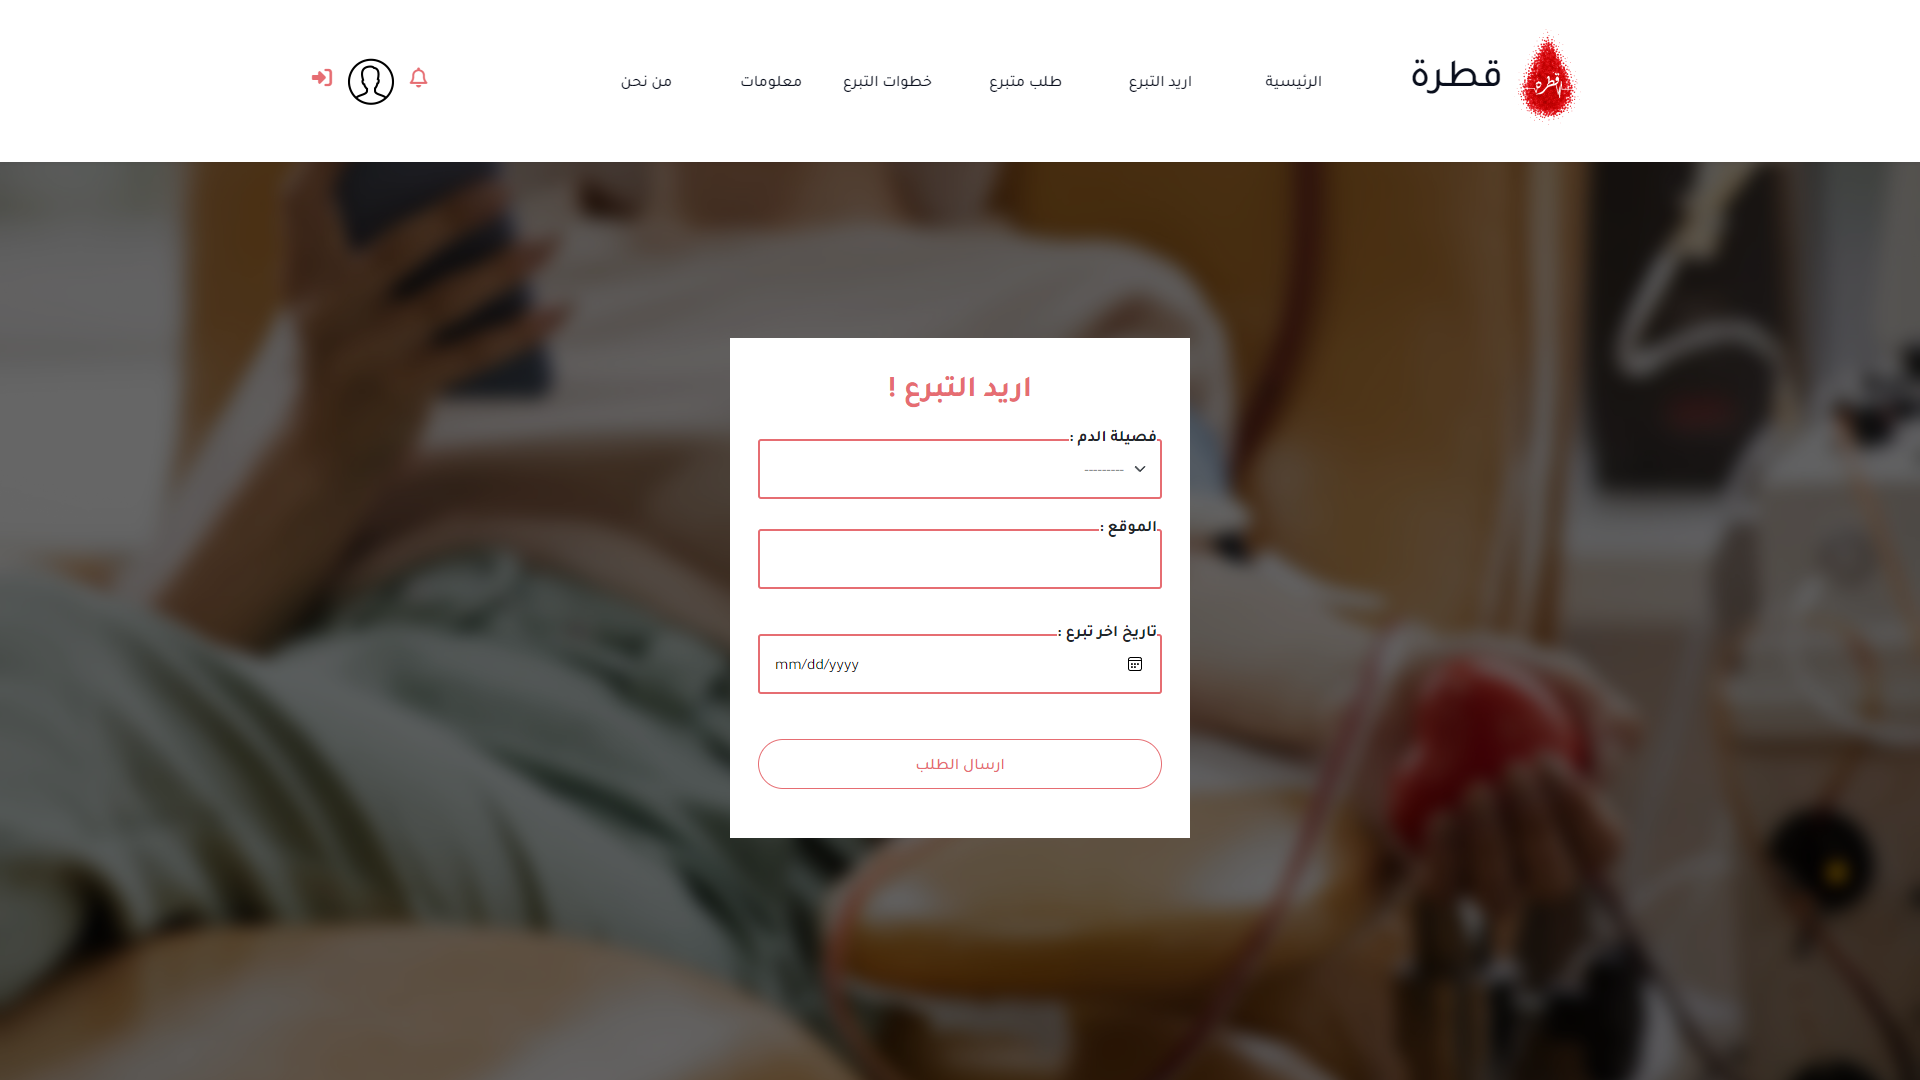 قطره
قطرة
الرئيسية
اريد التبرع
طلب متبرع
خطوات التبرع
معلومات
من نحن
اريد التبرع !
فصيلة الدم :
---------
الموقع :
تاريخ اخر تبرع :
mm/dd/yyyy
ارسال الطلب